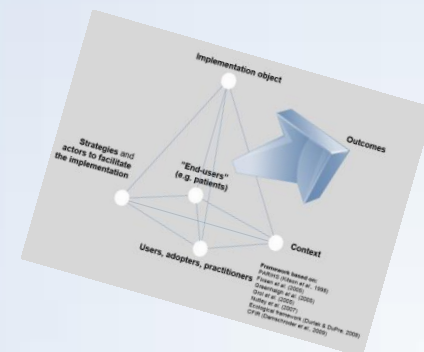 Implementation object
Outcomes
Strategies and
actors to facilitate
the implementation
"End-users"
(e.g. patients)
Users, adopters, practitioners
Context
Framework based on:
PARIHS (Kitson et al., 1998)
Fixsen et al. (2005)
Greenhalgh et al. (2005)
Grol et al. (2005)
Nutley et al. (2007)
Ecological framework (Durlak & DuPre, 2008)
CFIR (Damschroder et al., 2009)